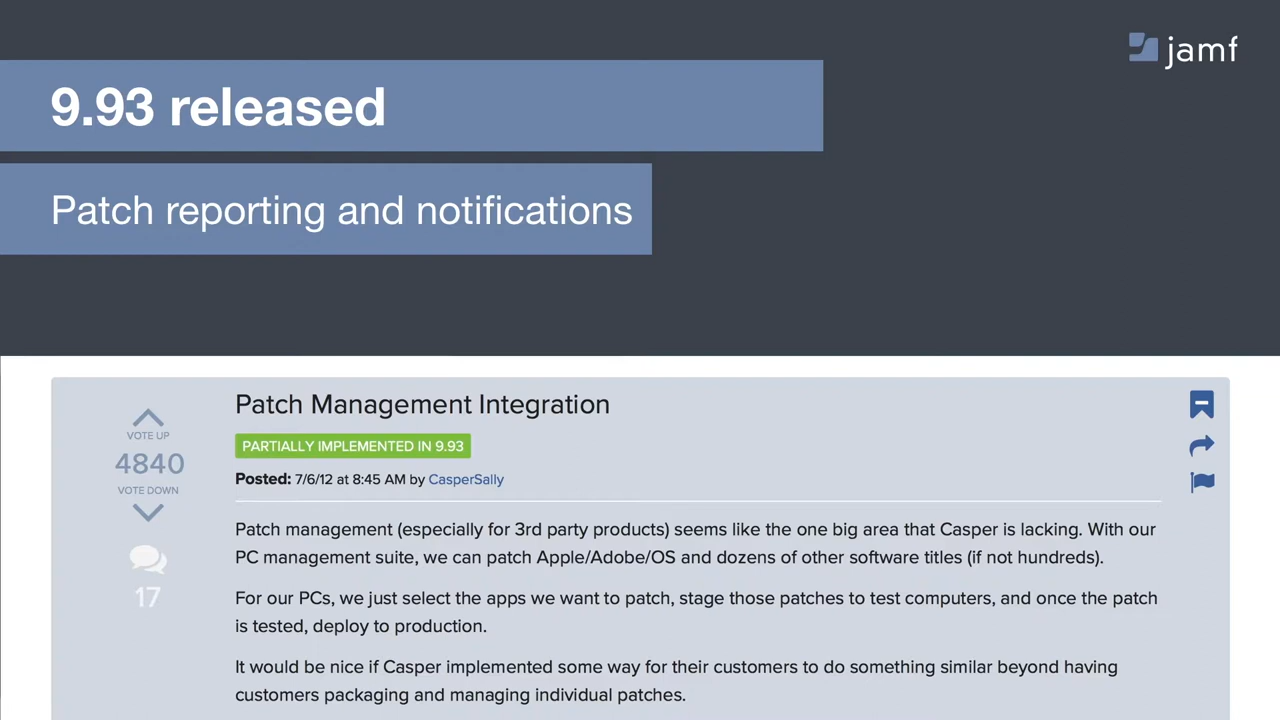 jamf
9.93 released
Patch reporting and notifications
Patch Management Integration
VOTE UP
PARTIALLY IMPLEMENTED IN 9.93
4840
Posted: 7/6/12 at 8:45 AM by CasperSally
VOTE DOWN
Patch management (especially for 3rd party products) seems like the one big area that Casper is lacking. With our
PC management suite, we can patch Apple/Adobe/OS and dozens of other software titles (if not hundreds).
17
For our PCs, we just select the apps we want to patch, stage those patches to test computers, and once the patch
is tested, deploy to production.
It would be nice if Casper implemented some way for their customers to do something similar beyond having
customers packaging and managing individual patches.